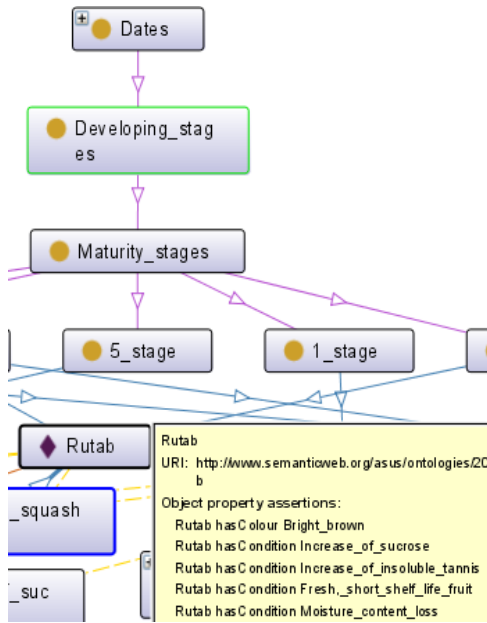 Dates
Developing_stag
es
Maturity_stages
5_stage
1_stage
Rutab
_squash
_suc
Rutab
URI: http://www.semanticweb.org/asus/ontologies/20
b
Object property assertions:
Rutab hasColour Bright_brown
Rutab hasCondition Increase_of_sucrose
Rutab hasCondition Increase_of_insoluble_tannis
Rutab hasCondition Fresh,_short_shelf_life_fruit
Rutab hasCondition Moisture_content_loss